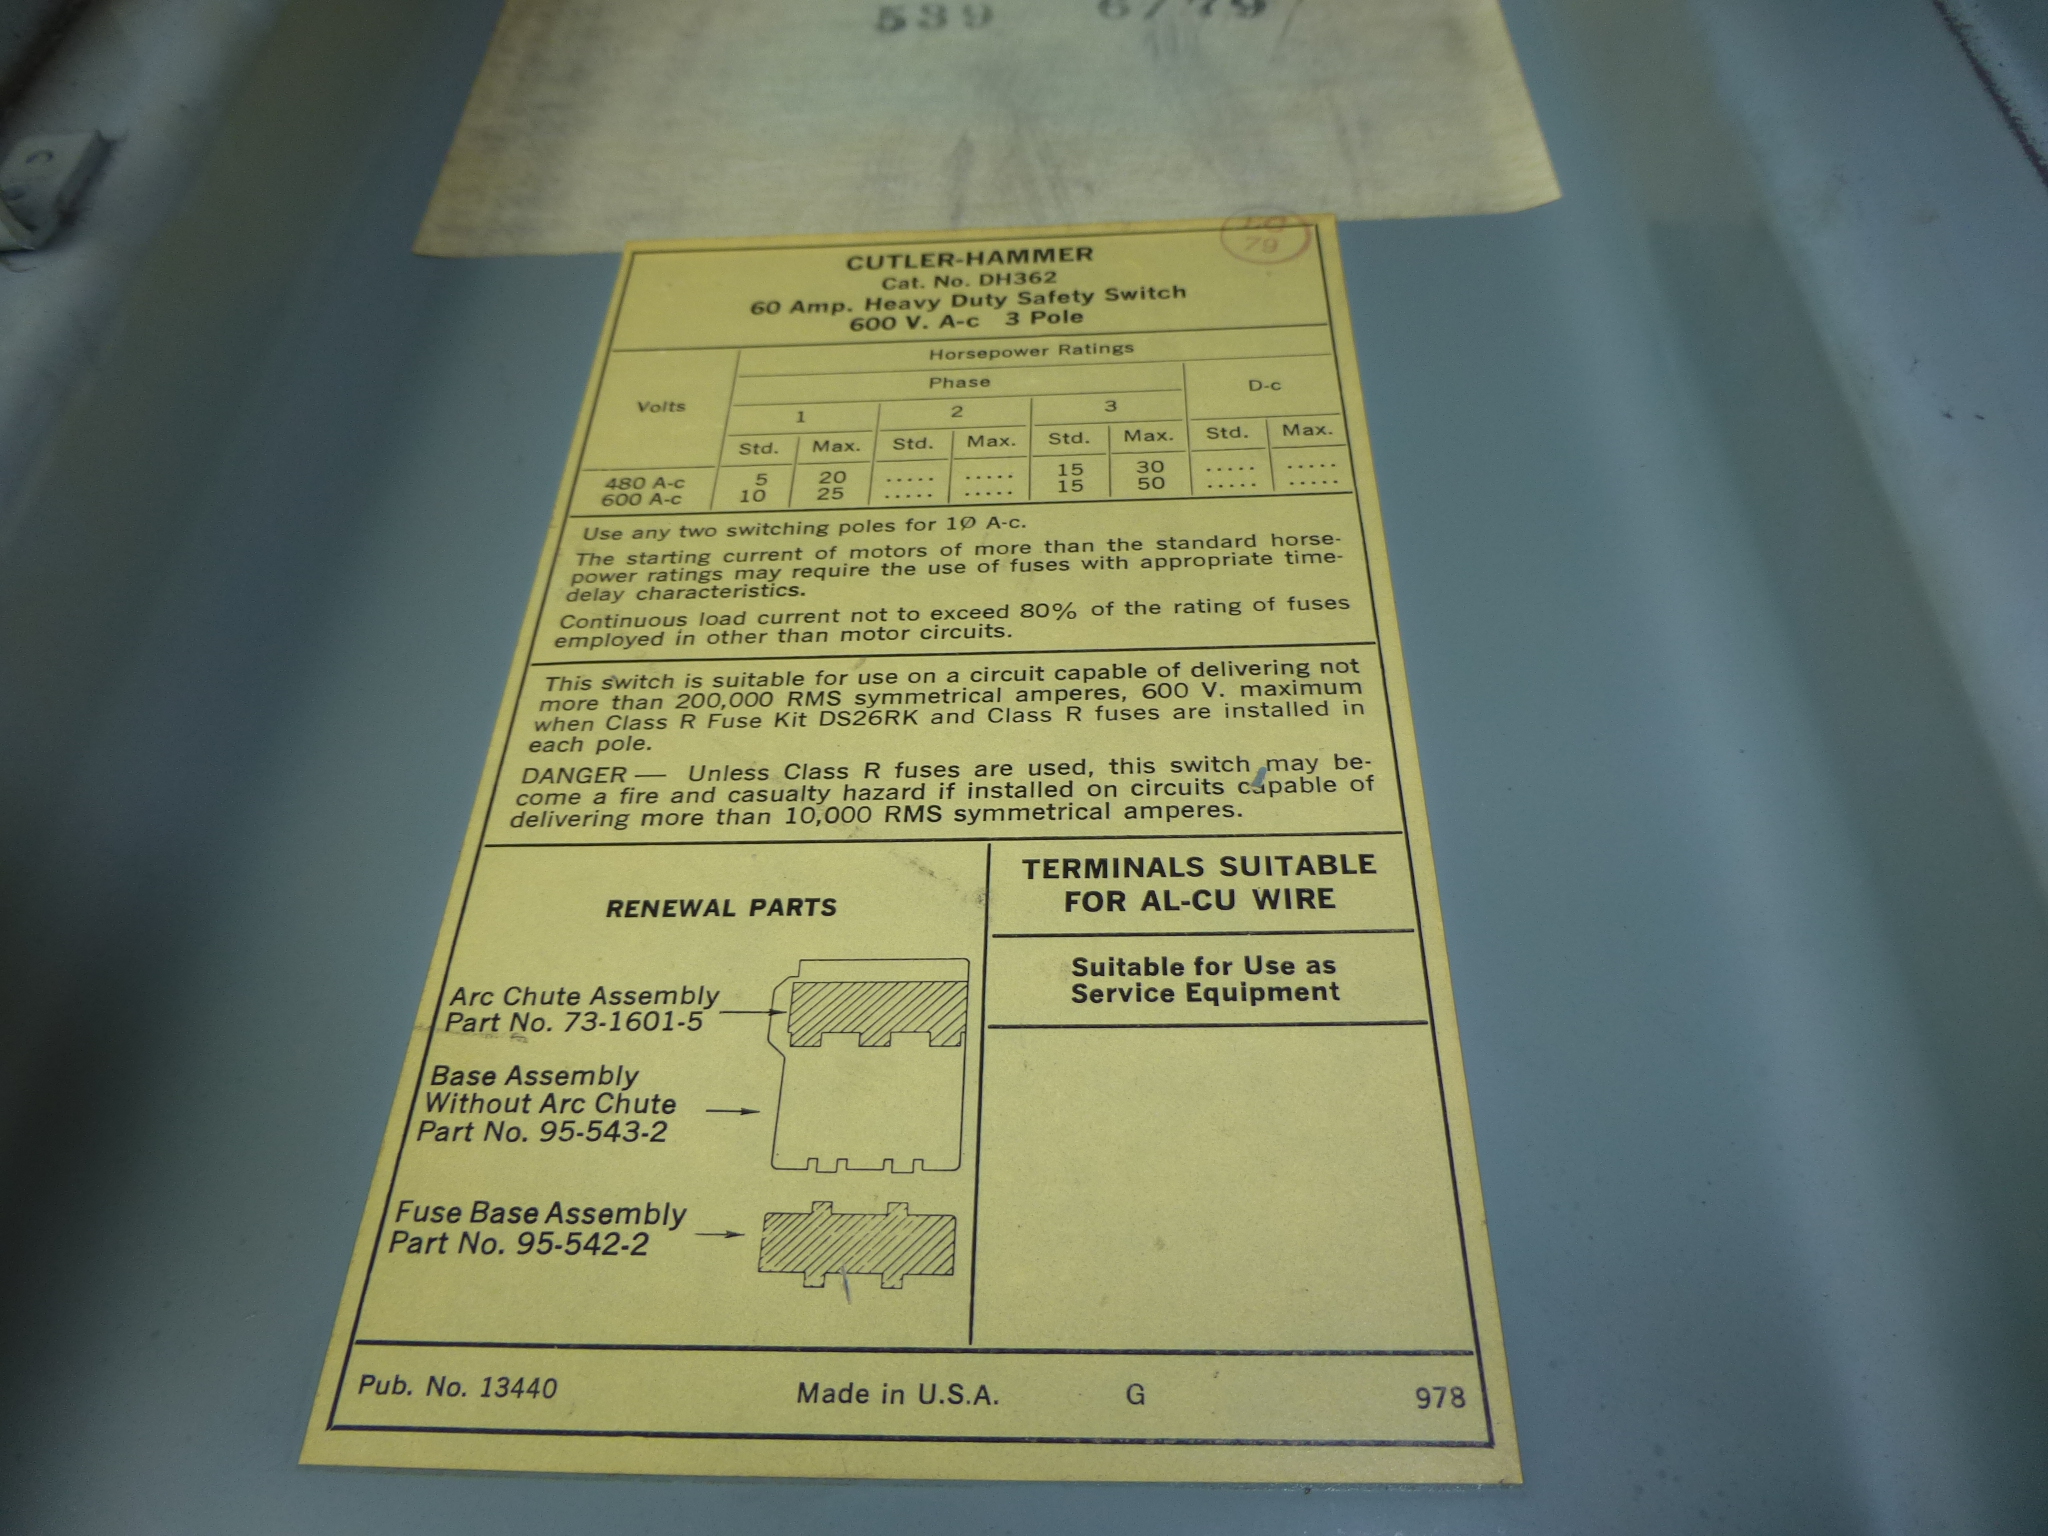 539 6/79
79
CUTLER-HAMMER
Cat. No. DH362
60 Amp. Heavy Duty Safety Switch
600 V. A-c 3 Pole
Horsepower Ratings
Volts Phase D-c
1 2 3
Std. Max. Std. Max. Std. Max. Std. Max.
480 A-c 5 20 ..... ..... 15 30 ..... .....
600 A-c 10 25 ..... ..... 15 50 ..... .....
Use any two switching poles for 1Ø A-c.
The starting current of motors of more than the standard horse-
power ratings may require the use of fuses with appropriate time-
delay characteristics.
Continuous load current not to exceed 80% of the rating of fuses
employed in other than motor circuits.
This switch is suitable for use on a circuit capable of delivering not
more than 200,000 RMS symmetrical amperes, 600 V. maximum
when Class R Fuse Kit DS26RK and Class R fuses are installed in
each pole.
DANGER — Unless Class R fuses are used, this switch may be-
come a fire and casualty hazard if installed on circuits capable of
delivering more than 10,000 RMS symmetrical amperes.
RENEWAL PARTS
Arc Chute Assembly
Part No. 73-1601-5
Base Assembly
Without Arc Chute
Part No. 95-543-2
Fuse Base Assembly
Part No. 95-542-2
TERMINALS SUITABLE
FOR AL-CU WIRE
Suitable for Use as
Service Equipment
Pub. No. 13440 Made in U.S.A. G 978